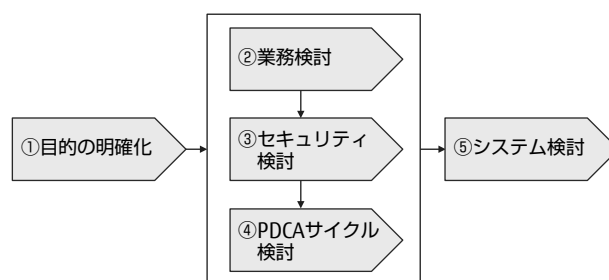 ①目的の明確化
②業務検討
③セキュリティ
検討
④PDCAサイクル
検討
⑤システム検討